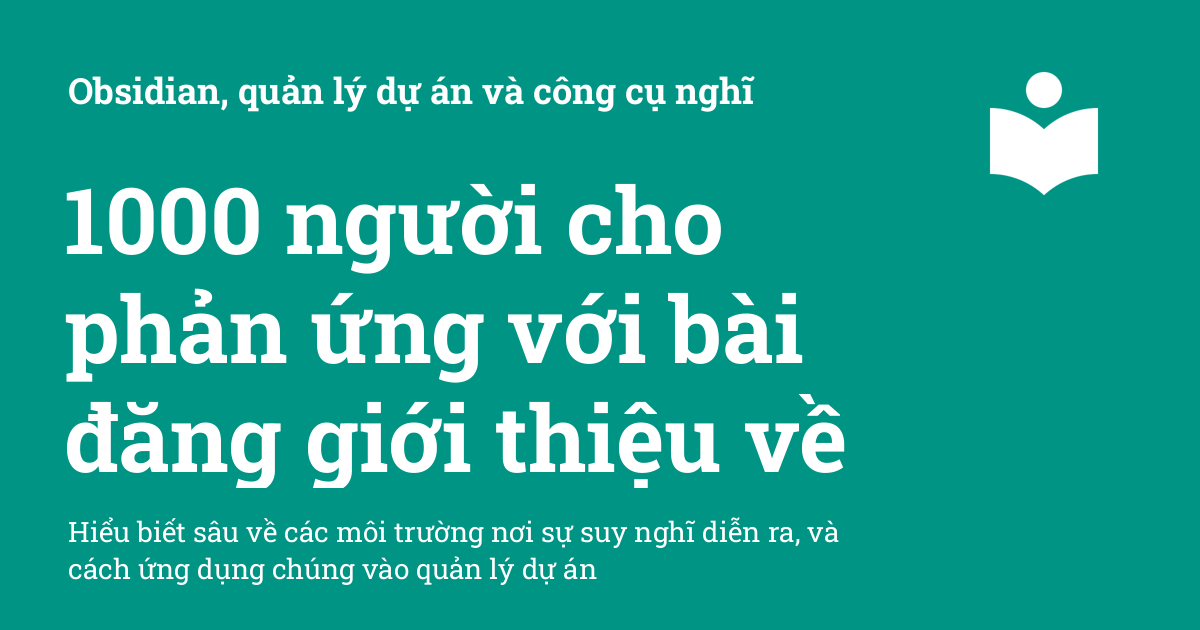 Obsidian, quản lý dự án và công cụ nghĩ
1000 người cho
phản ứng với bài
đăng giới thiệu về
Hiểu biết sâu về các môi trường nơi sự suy nghĩ diễn ra, và
cách ứng dụng chúng vào quản lý dự án